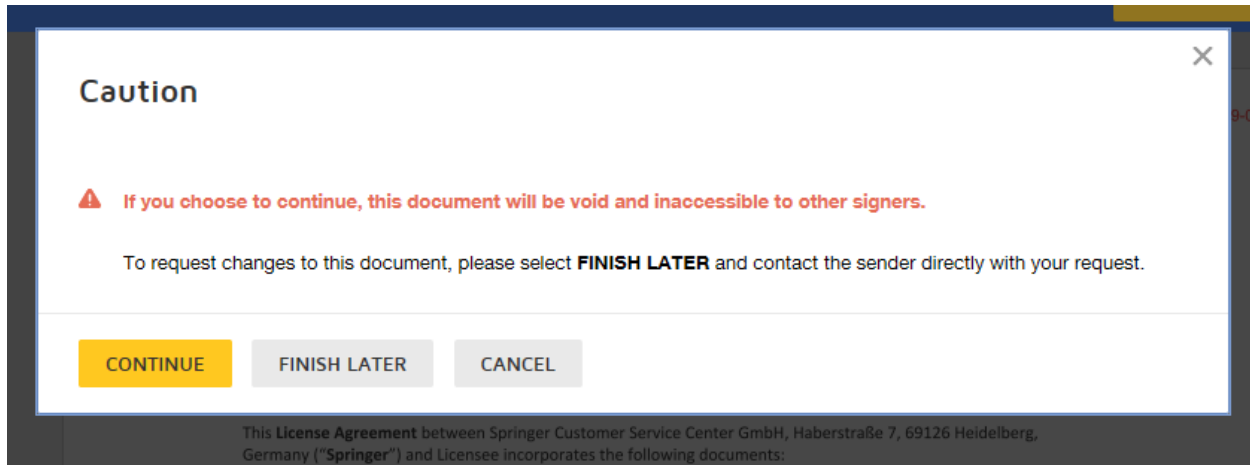 Caution
9-0
If you choose to continue, this document will be void and inaccessible to other signers.
To request changes to this document, please select FINISH LATER and contact the sender directly with your request.
CONTINUE FINISH LATER CANCEL
This License Agreement between Springer Customer Service Center GmbH, Haberstraße 7, 69126 Heidelberg,
Germany (“Springer”) and Licensee incorporates the following documents: